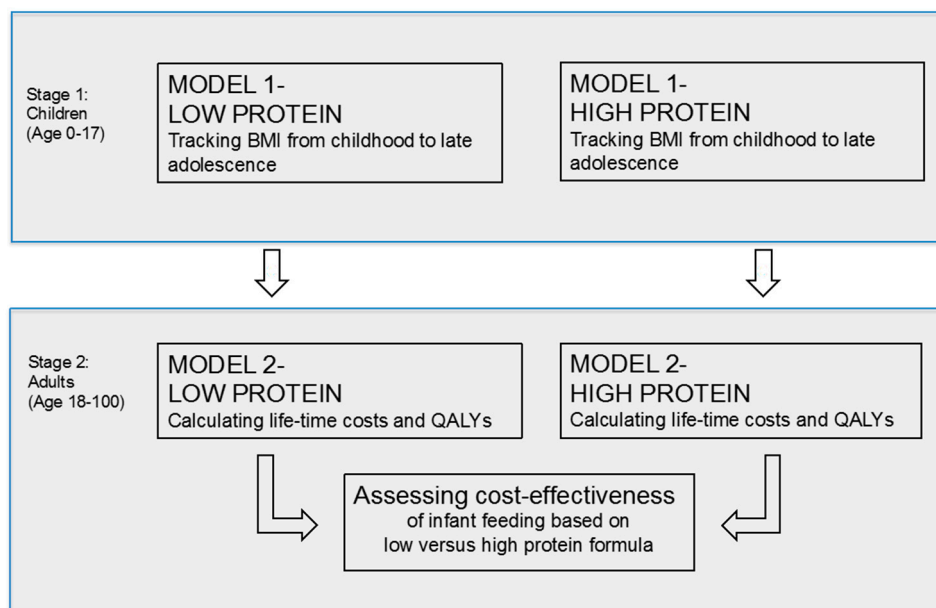 Stage 1:
Children
(Age 0-17)
MODEL 1-
LOW PROTEIN
Tracking BMI from childhood to late
adolescence
MODEL 1-
HIGH PROTEIN
Tracking BMI from childhood to late
adolescence
Stage 2:
Adults
(Age 18-100)
MODEL 2-
LOW PROTEIN
Calculating life-time costs and QALYs
MODEL 2-
HIGH PROTEIN
Calculating life-time costs and QALYs
Assessing cost-effectiveness
of infant feeding based on
low versus high protein formula